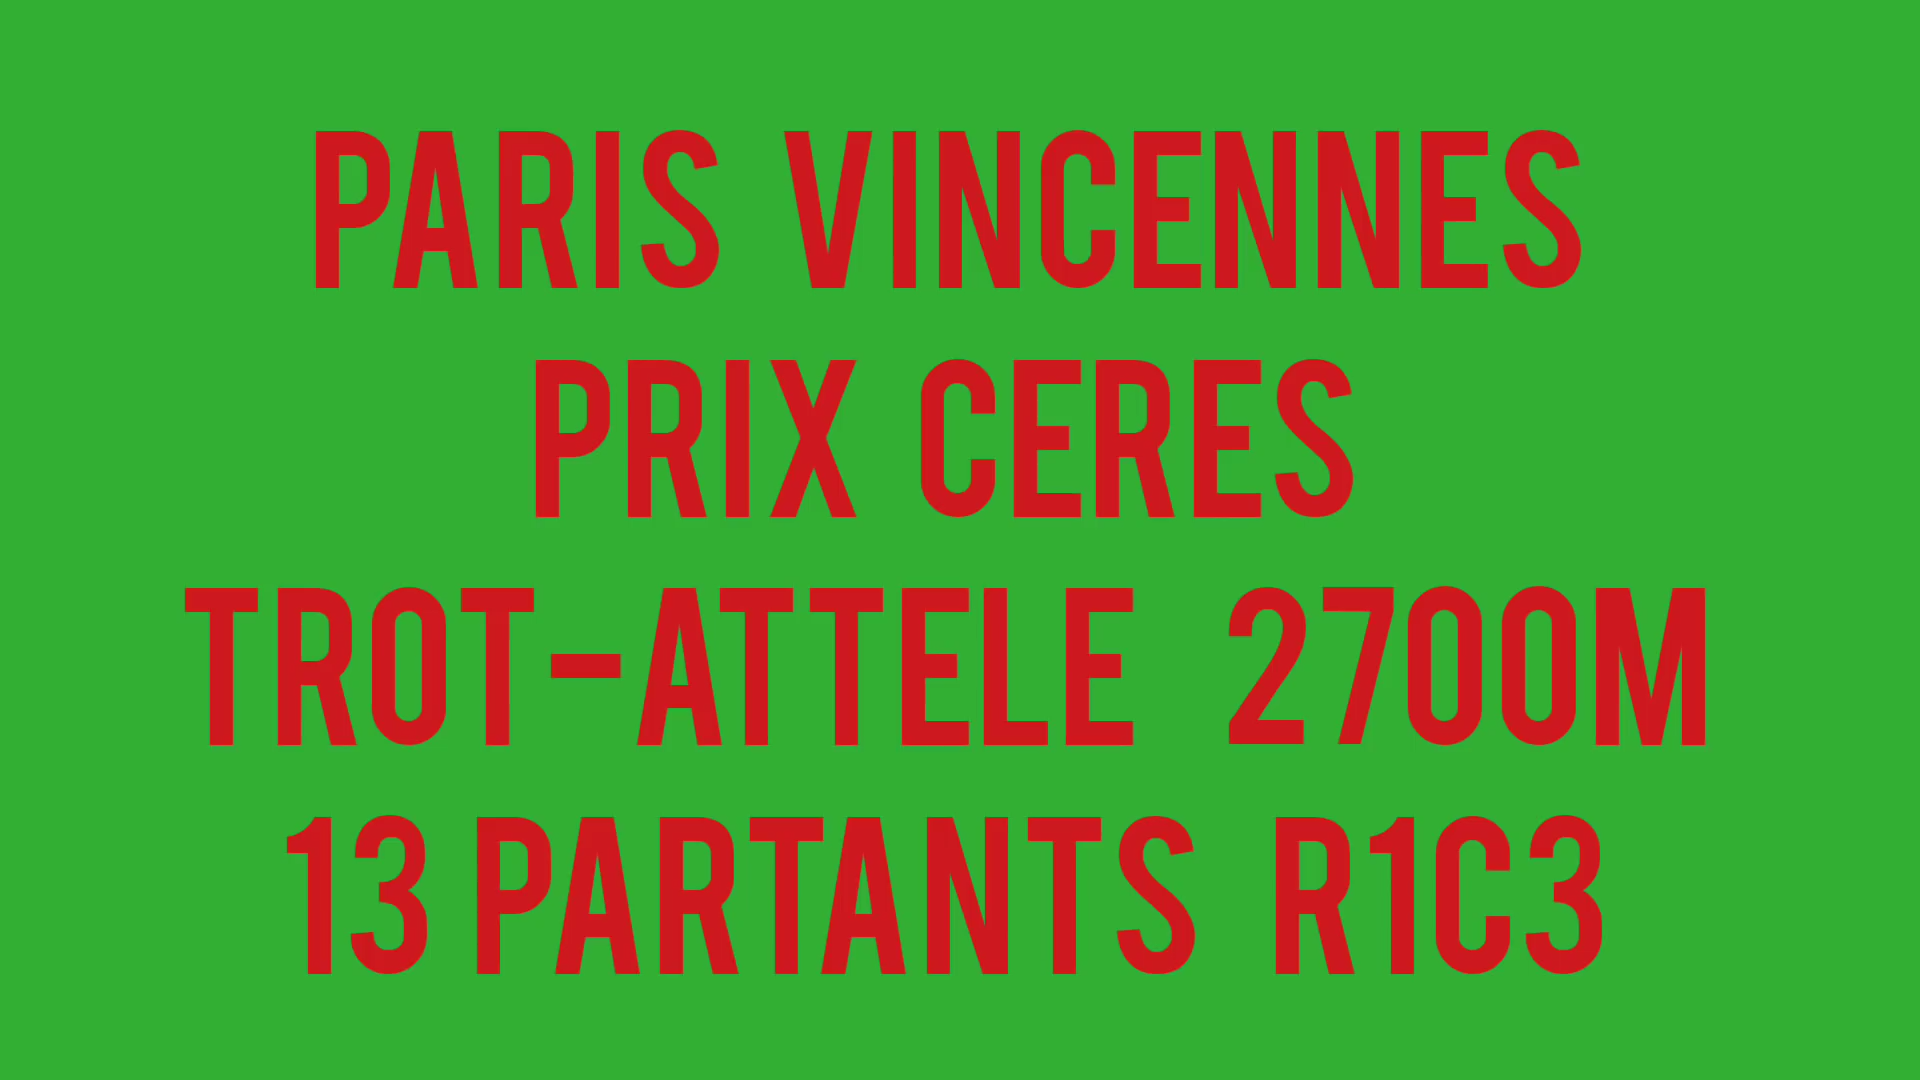 PARIS VINCENNES
PRIX CERES
TROT-ATTELE 2700M
13 PARTANTS R1C3